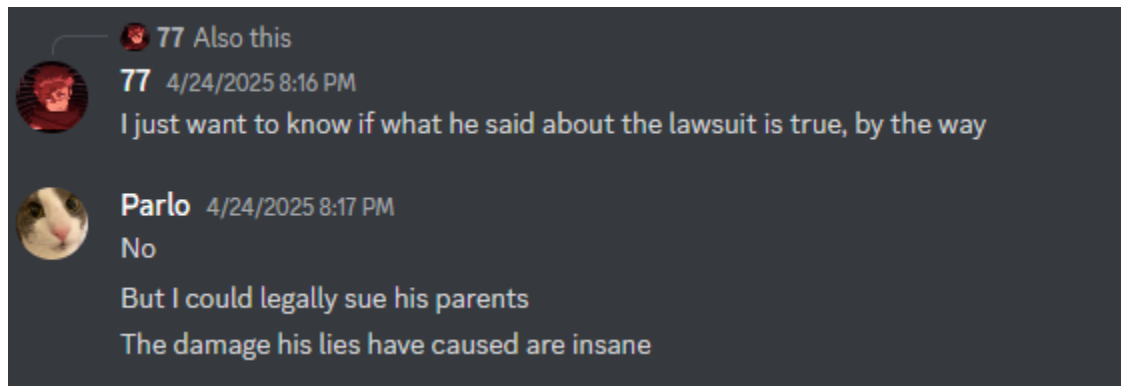 77 Also this
77 4/24/2025 8:16 PM
I just want to know if what he said about the lawsuit is true, by the way
Parlo 4/24/2025 8:17 PM
No
But I could legally sue his parents
The damage his lies have caused are insane